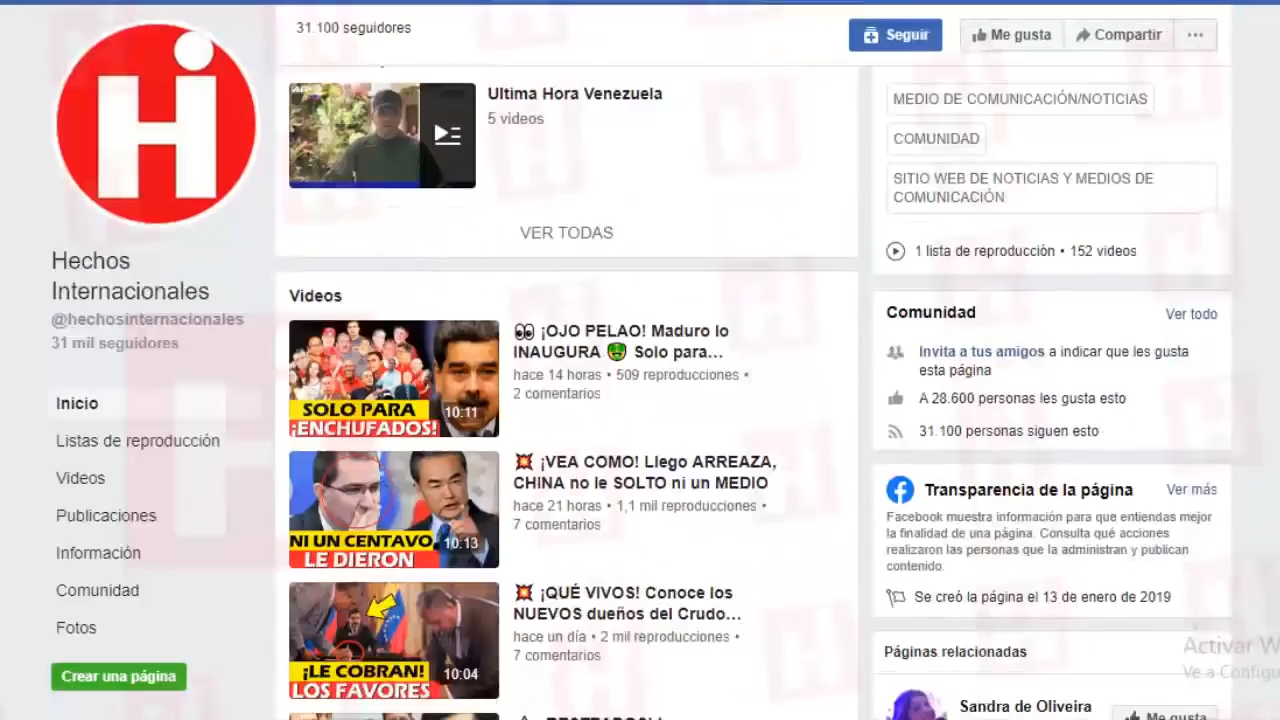 31.100 seguidores
Seguir
Me gusta
Compartir
Hi
Hechos
Internacionales
@hechosinternacionales
31 mil seguidores
Inicio
Listas de reproducción
Videos
Publicaciones
Información
Comunidad
Fotos
Crear una página
AFP
Ultima Hora Venezuela
5 videos
VER TODAS
Videos
SOLO PARA
¡ENCHUFADOS!
10:11
👀 ¡OJO PELAO! Maduro lo
INAUGURA 🤑 Solo para...
hace 14 horas • 509 reproducciones •
2 comentarios
NI UN CENTAVO
LE DIERON
10:13
💥 ¡VEA COMO! Llego ARREAZA,
CHINA no le SOLTO ni un MEDIO
hace 21 horas • 1,1 mil reproducciones •
7 comentarios
¡LE COBRAN!
LOS FAVORES
10:04
💥 ¡QUÉ VIVOS! Conoce los
NUEVOS dueños del Crudo...
hace un día • 2 mil reproducciones •
7 comentarios
MEDIO DE COMUNICACIÓN/NOTICIAS
COMUNIDAD
SITIO WEB DE NOTICIAS Y MEDIOS DE
COMUNICACIÓN
1 lista de reproducción • 152 videos
Comunidad
Ver todo
Invita a tus amigos a indicar que les gusta
esta página
A 28.600 personas les gusta esto
31.100 personas siguen esto
Transparencia de la página
Ver más
Facebook muestra información para que entiendas mejor
la finalidad de una página. Consulta qué acciones
realizaron las personas que la administran y publican
contenido.
Se creó la página el 13 de enero de 2019
Páginas relacionadas
Sandra de Oliveira
Me gusta
Activar W
Ve a Configu